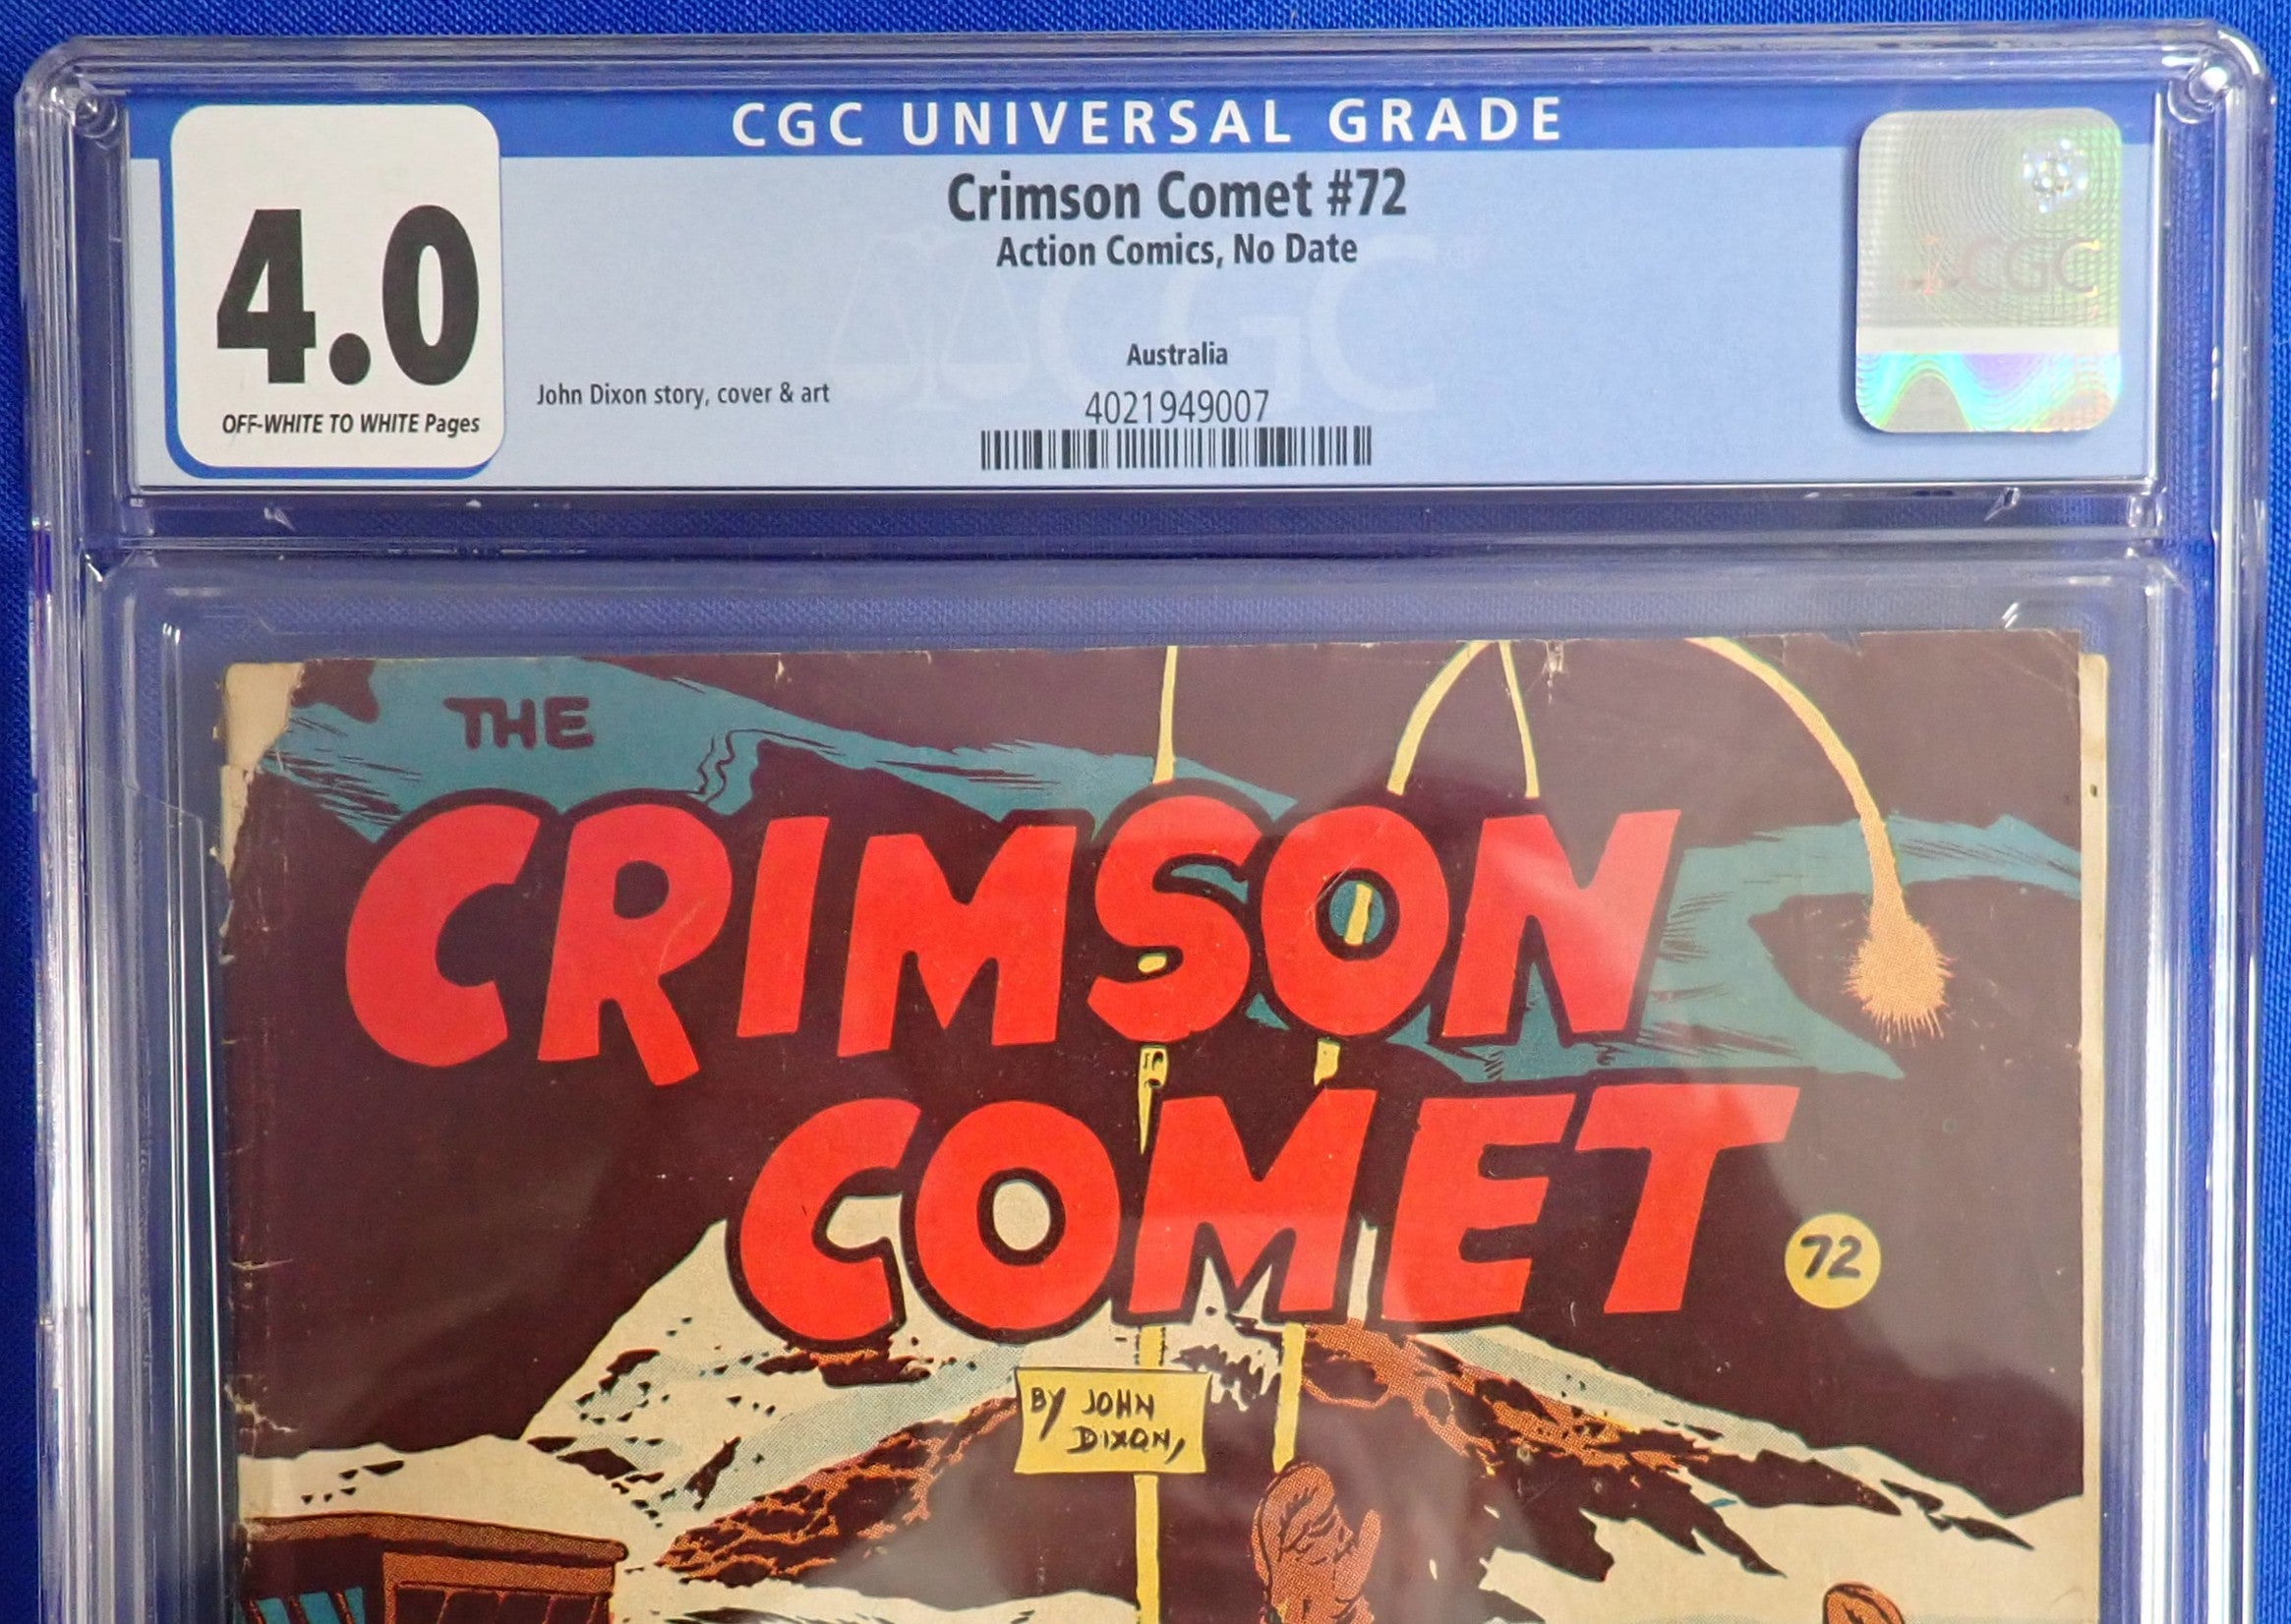 CGC UNIVERSAL GRADE
4.0
OFF-WHITE TO WHITE Pages
Crimson Comet #72
Action Comics, No Date
Australia
John Dixon story, cover & art
4021949007
CGC
CGC
THE
CRIMSON
COMET
72
BY JOHN
DIXON,